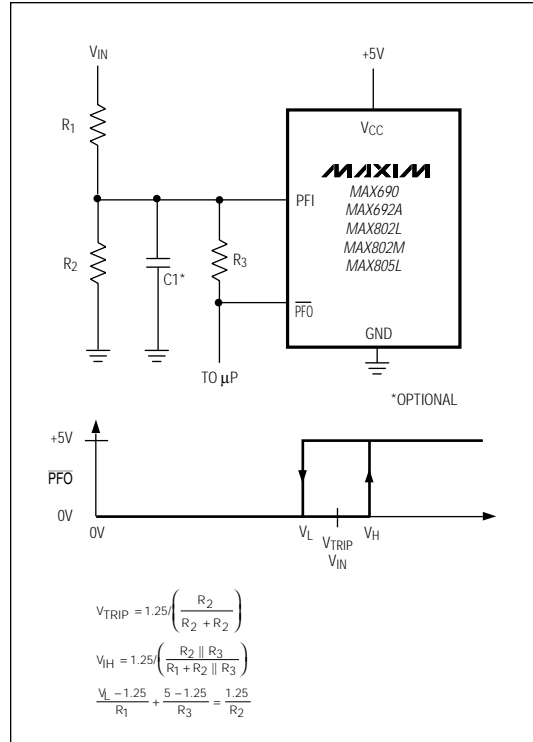 VIN
+5V
R1
VCC
MAXIM
PFI
MAX690
MAX692A
MAX802L
MAX802M
MAX805L
R2
C1*
R3
PFO
GND
TO µP
*OPTIONAL
+5V
PFO
0V
0V
VL
VTRIP
VH
VIN
VTRIP = 1.25/(R2/(R2 + R2))
VIH = 1.25/(R2 || R3/(R1 + R2 || R3))
VL – 1.25/R1 + 5 – 1.25/R3 = 1.25/R2